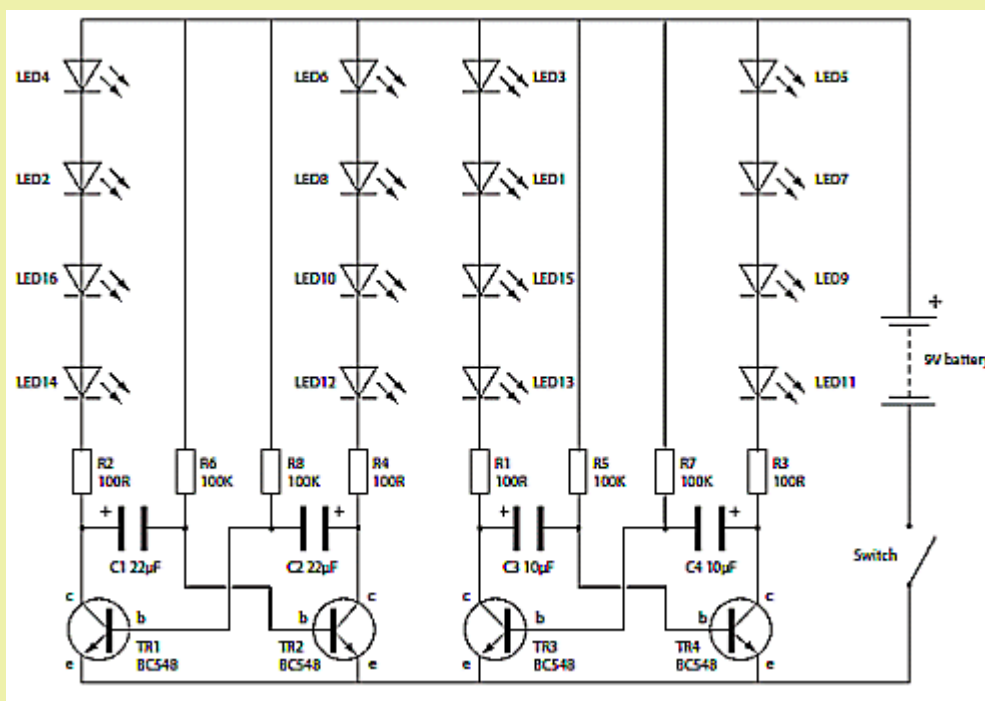 LED4
LED6
LED3
LED5
LED2
LED8
LED1
LED7
LED16
LED10
LED15
LED9
+
9V battery
LED14
LED12
LED13
LED11
R2
100R
R6
100K
R8
100K
R4
100R
R1
100R
R5
100K
R7
100K
R3
100R
+
+
+
+
C1 22µF
C2 22µF
C3 10µF
C4 10µF
Switch
c
b
e
TR1
BC548
c
b
e
TR2
BC548
c
b
e
TR3
BC548
c
b
e
TR4
BC548